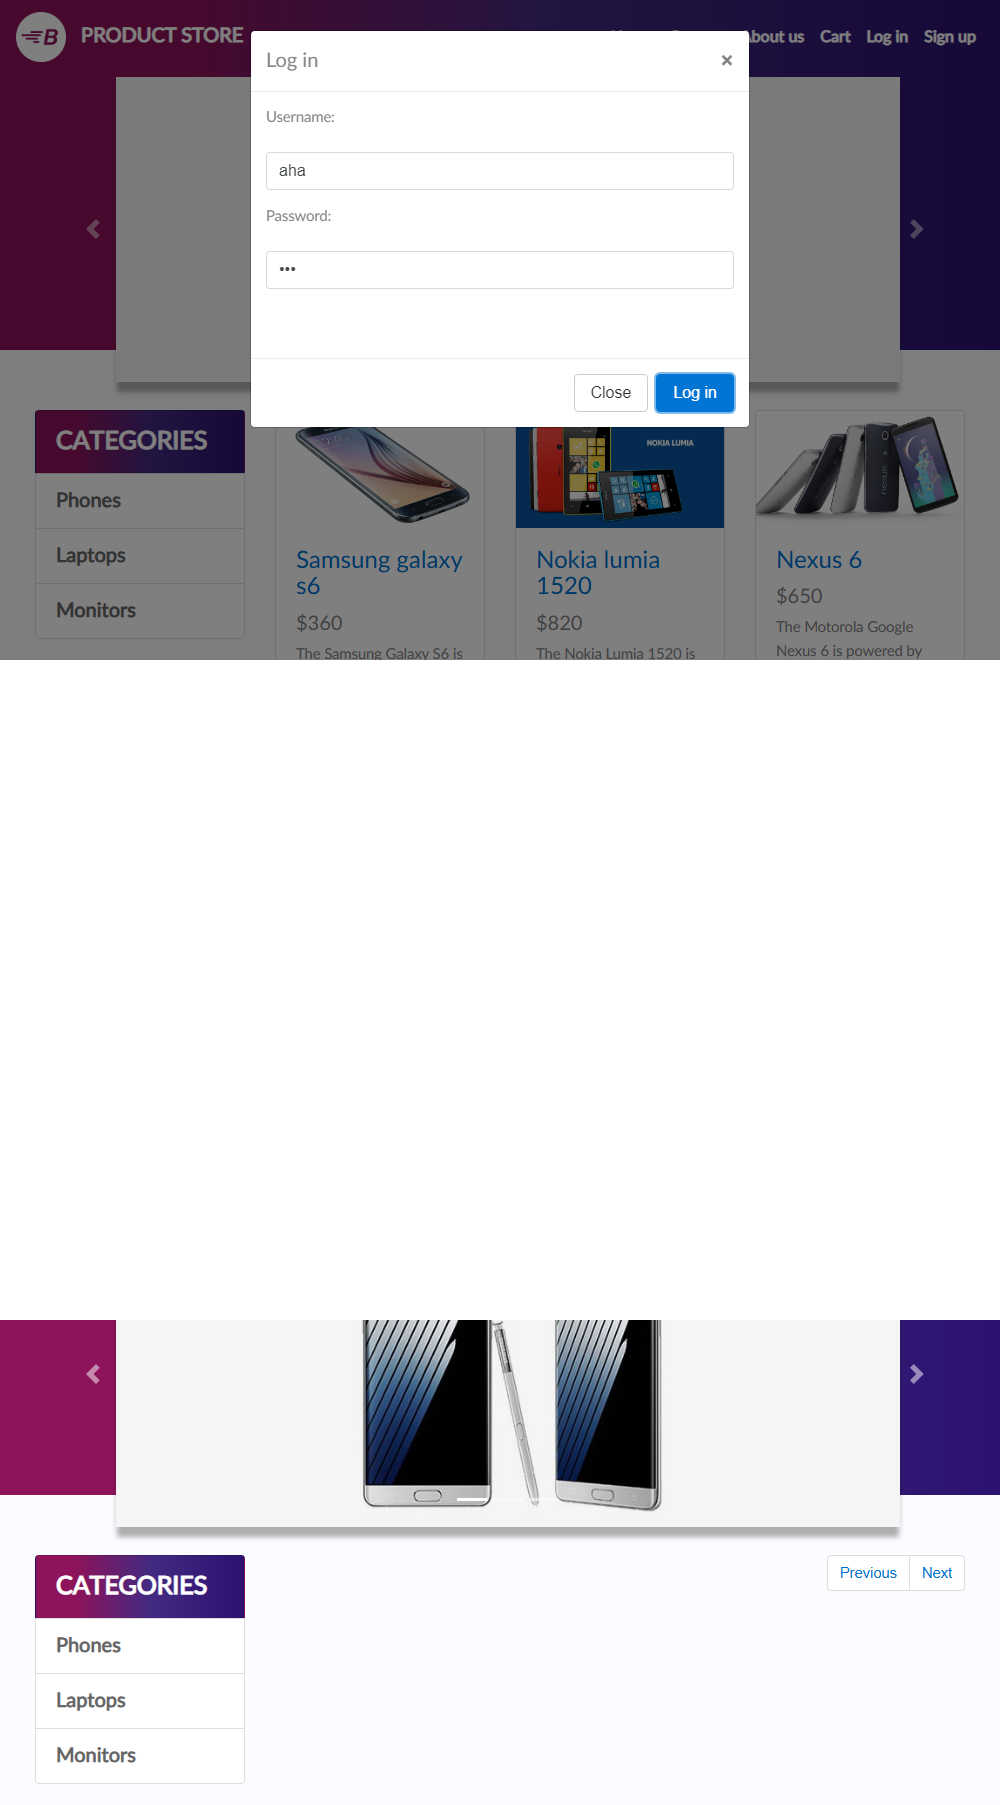 B PRODUCT STORE
About us Cart Log in Sign up
Log in ×
Username:
aha
Password:
•••
Close Log in
CATEGORIES
Phones
Laptops
Monitors
NOKIA LUMIA
Samsung galaxy
s6
$360
The Samsung Galaxy S6 is
Nokia lumia
1520
$820
The Nokia Lumia 1520 is
nexus
Nexus 6
$650
The Motorola Google
Nexus 6 is powered by
CATEGORIES
Phones
Laptops
Monitors
Previous Next